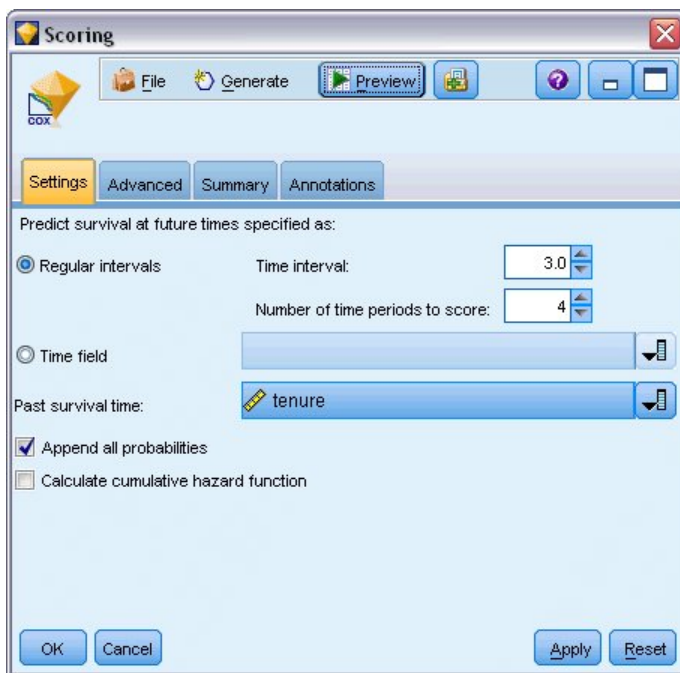 Scoring
COX
File Generate Preview
Settings Advanced Summary Annotations
Predict survival at future times specified as:
Regular intervals Time interval: 3.0
Number of time periods to score: 4
Time field
Past survival time: tenure
Append all probabilities
Calculate cumulative hazard function
OK Cancel Apply Reset